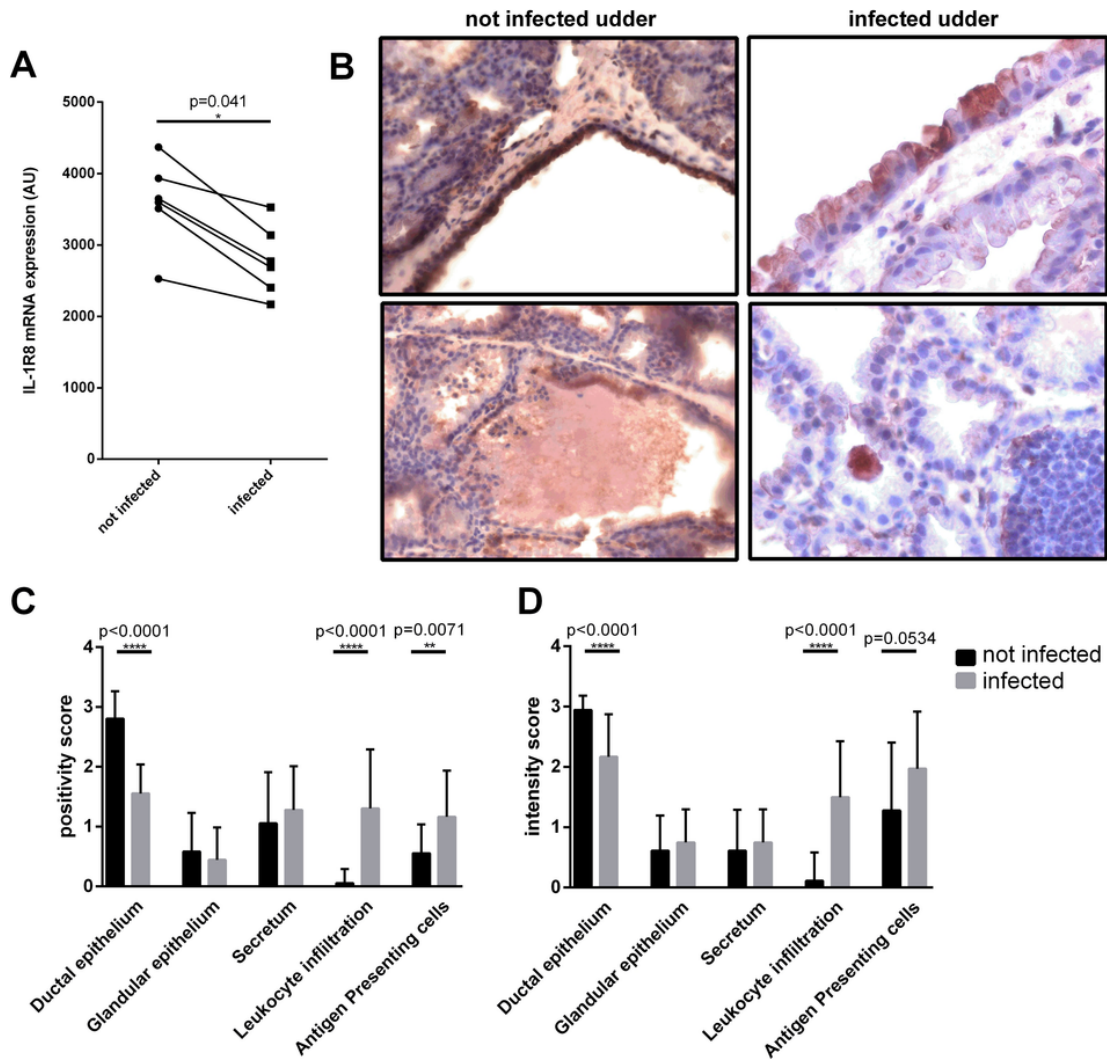 not infected udder
infected udder
A
B
p=0.041
*
5000
4000
3000
2000
1000
0
IL-1R8 mRNA expression (AU)
not infected
infected
C
D
p<0.0001
****
p<0.0001
****
p=0.0071
**
4
3
2
1
0
positivity score
Ductal epithelium
Glandular epithelium
Secretum
Leukocyte infiltration
Antigen Presenting cells
p<0.0001
****
p<0.0001
****
p=0.0534
4
3
2
1
0
intensity score
Ductal epithelium
Glandular epithelium
Secretum
Leukocyte infiltration
Antigen Presenting cells
not infected
infected